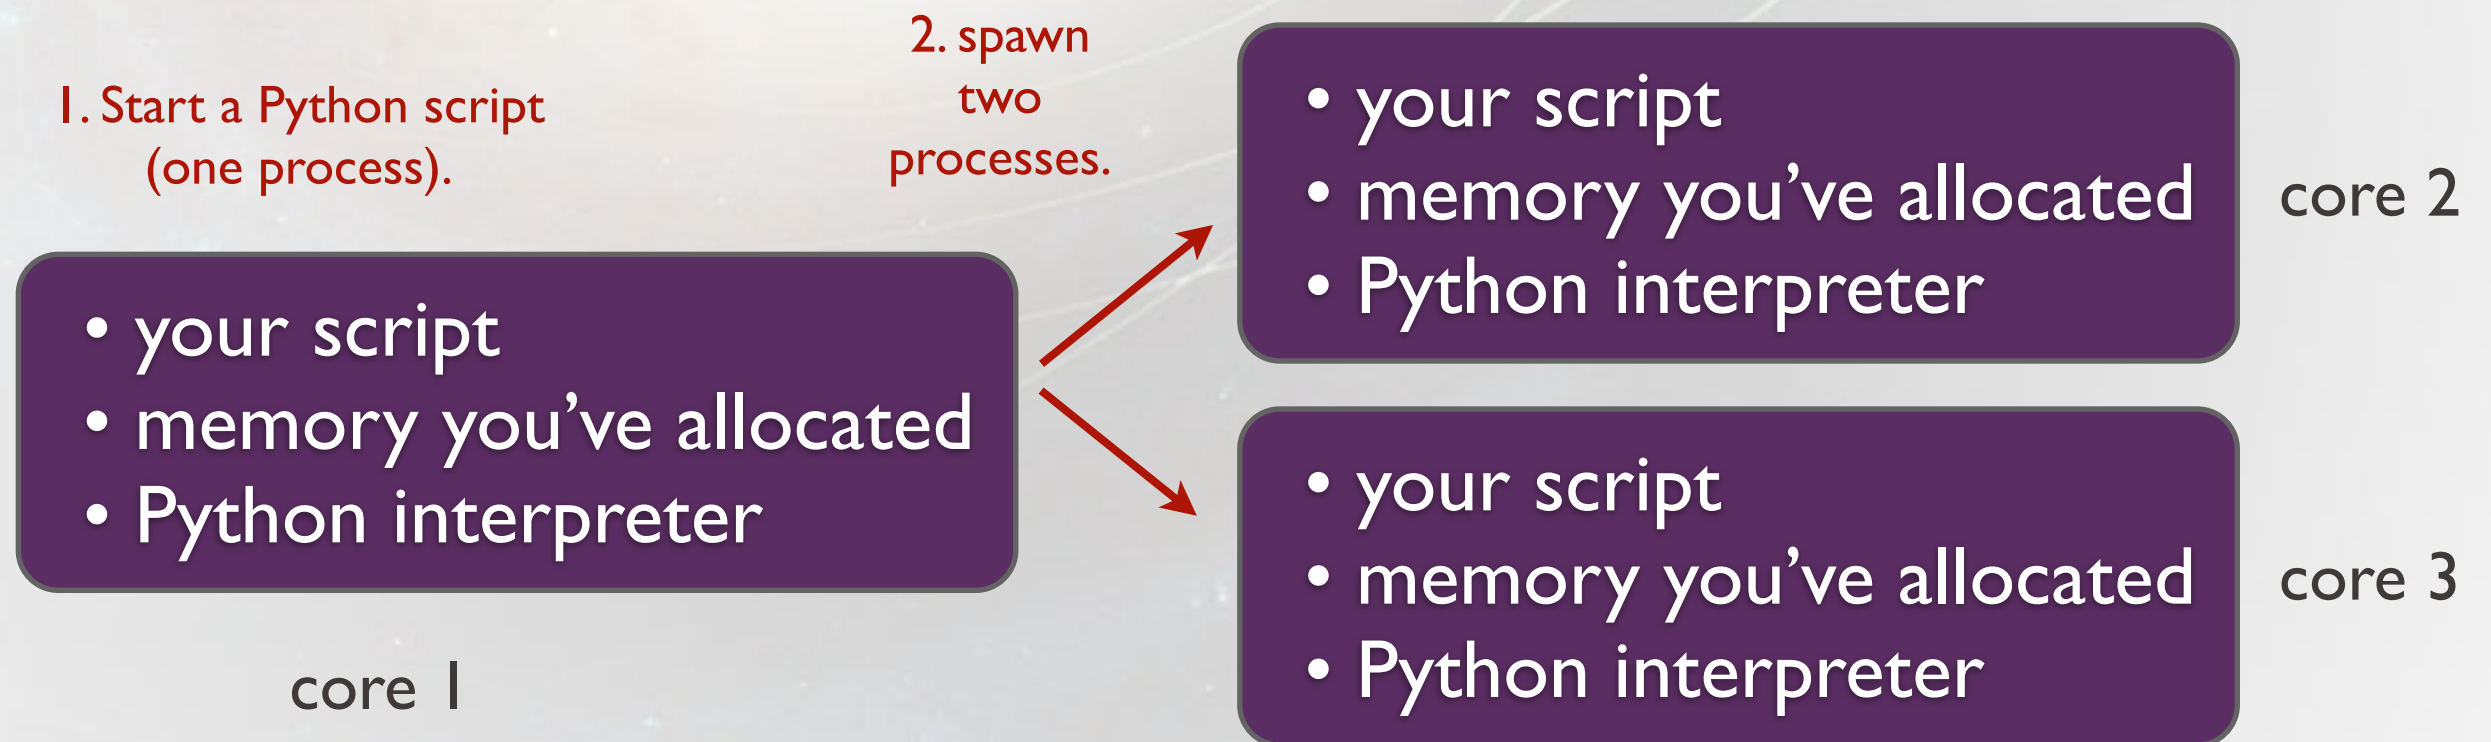 1. Start a Python script
(one process).
2. spawn
two
processes.
• your script
• memory you’ve allocated
• Python interpreter
core 1
• your script
• memory you’ve allocated
• Python interpreter
core 2
• your script
• memory you’ve allocated
• Python interpreter
core 3